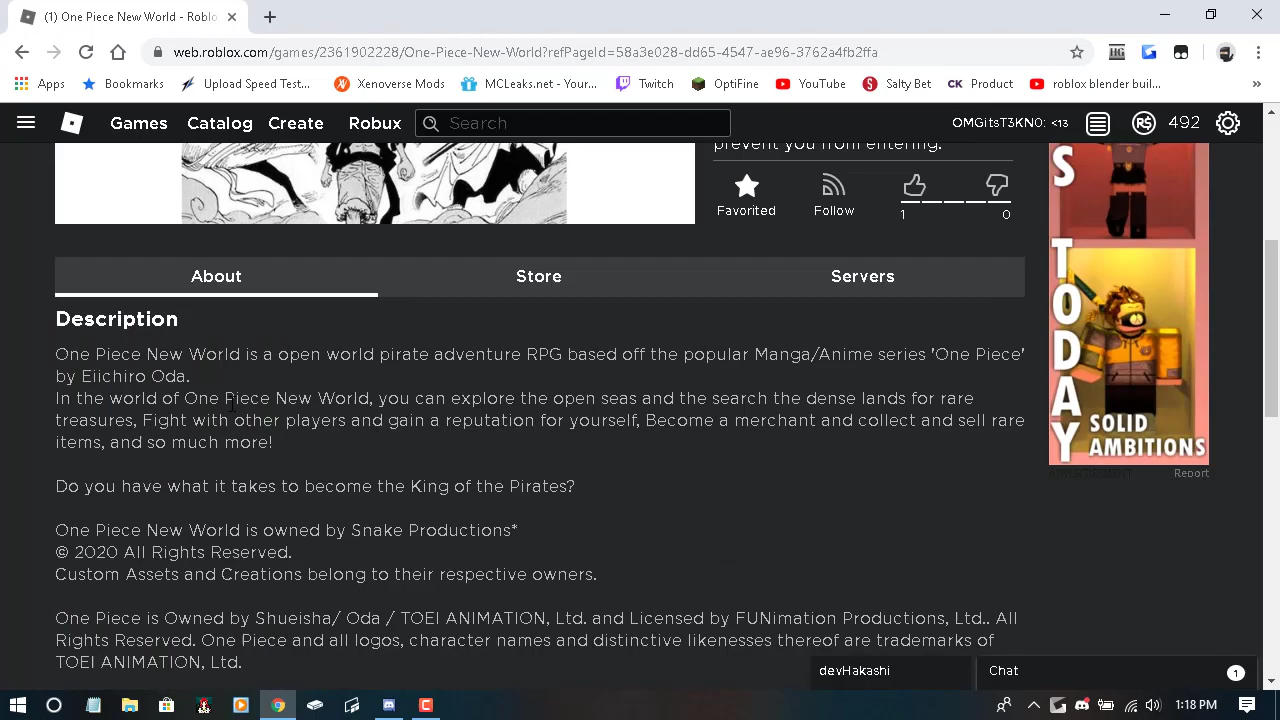 (1) One Piece New World - Roblo
web.roblox.com/games/2361902228/One-Piece-New-World?refPageId=58a3e028-dd65-4547-ae96-3762a4fb2ffa
Apps Bookmarks Upload Speed Test... Xenoverse Mods MCLeaks.net - Your... Twitch OptiFine YouTube Salty Bet CK Product roblox blender buil... »
Games Catalog Create Robux Search OMGitsT3KN0: <13 492
prevent you from entering.
Favorited Follow
1 0
About Store Servers
Description
One Piece New World is a open world pirate adventure RPG based off the popular Manga/Anime series 'One Piece'
by Eiichiro Oda.
In the world of One Piece New World, you can explore the open seas and the search the dense lands for rare
treasures, Fight with other players and gain a reputation for yourself, Become a merchant and collect and sell rare
items, and so much more!
Do you have what it takes to become the King of the Pirates?
One Piece New World is owned by Snake Productions*
© 2020 All Rights Reserved.
Custom Assets and Creations belong to their respective owners.
One Piece is Owned by Shueisha/ Oda / TOEI ANIMATION, Ltd. and Licensed by FUNimation Productions, Ltd.. All
Rights Reserved. One Piece and all logos, character names and distinctive likenesses thereof are trademarks of
TOEI ANIMATION, Ltd.
S
TODAY
SOLID
AMBITIONS
Report
devHakashi Chat 1
1:18 PM